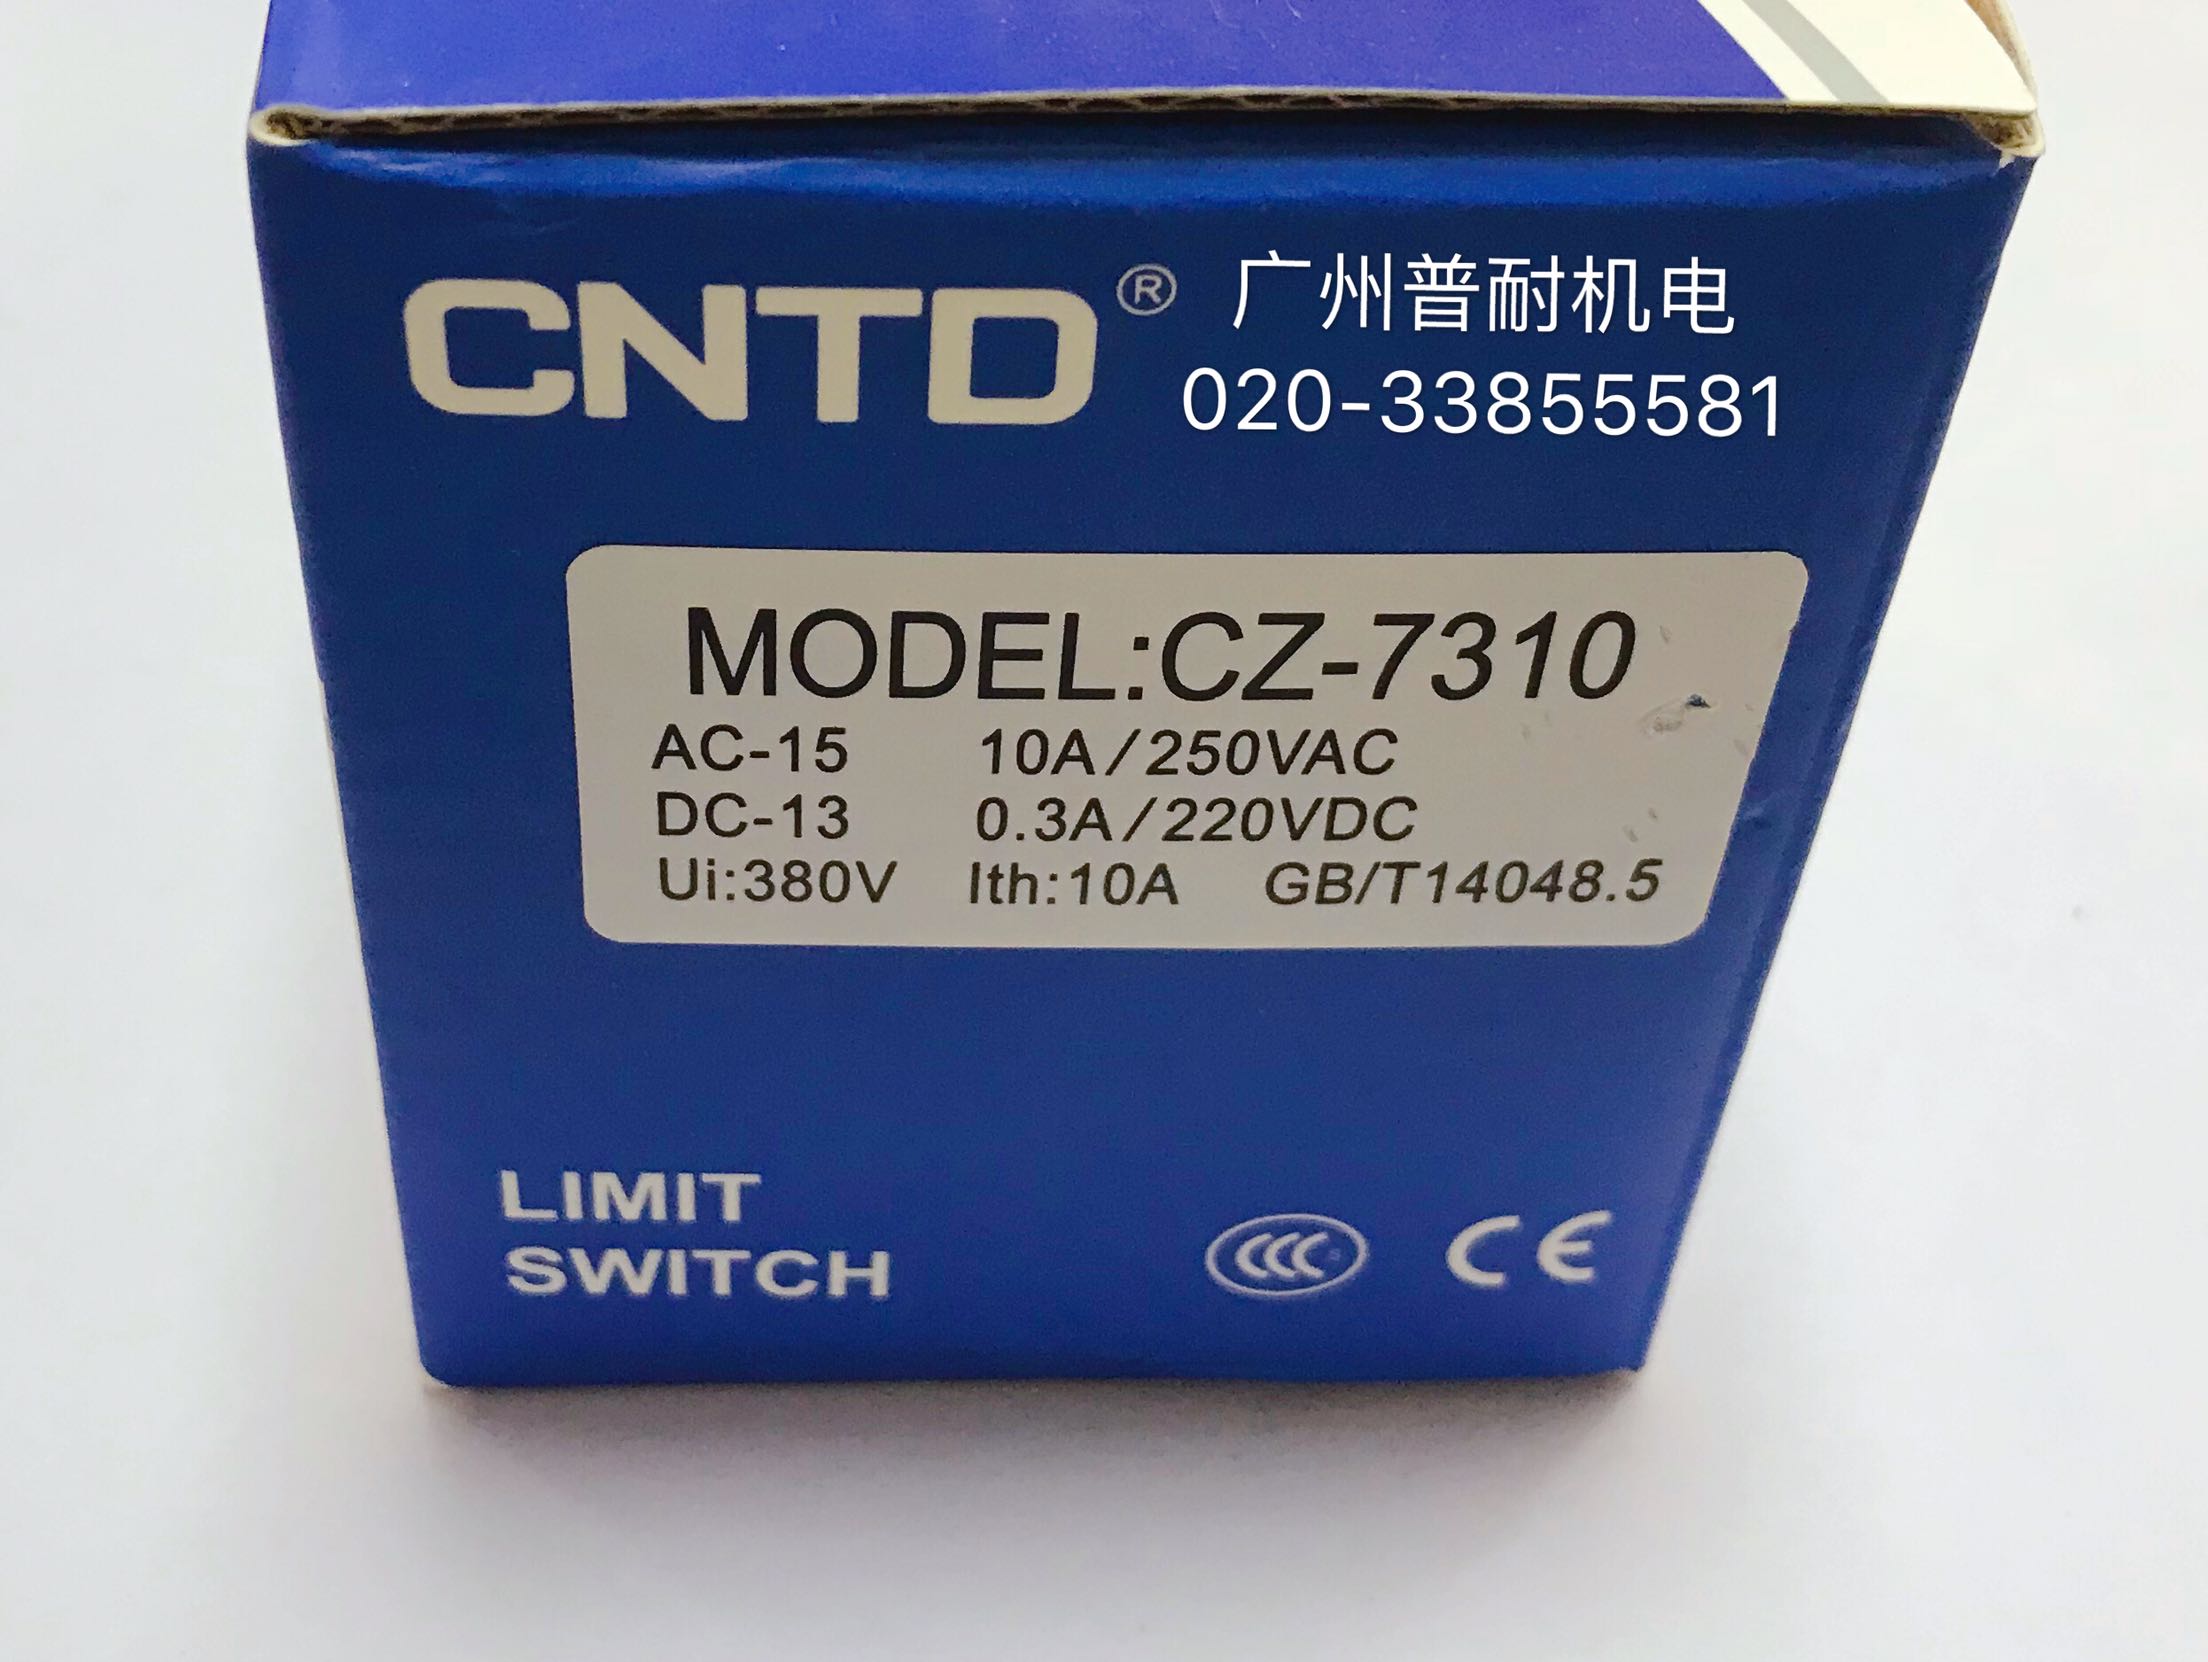 CNTD® 广州普耐机电
020-33855581
MODEL:CZ-7310
AC-15 10A/250VAC
DC-13 0.3A/220VDC
Ui:380V Ith:10A GB/T14048.5
LIMIT
SWITCH
CCC S CE